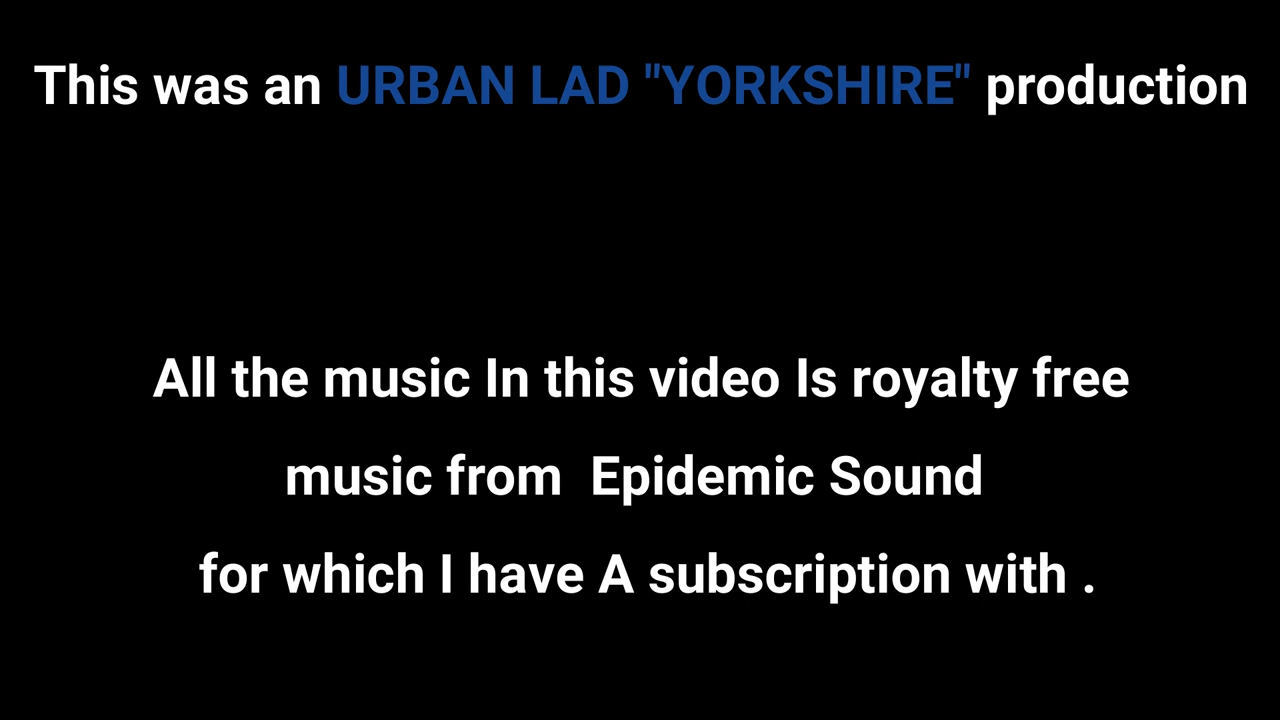 This was an URBAN LAD "YORKSHIRE" production
All the music In this video Is royalty free
music from  Epidemic Sound
for which I have A subscription with .